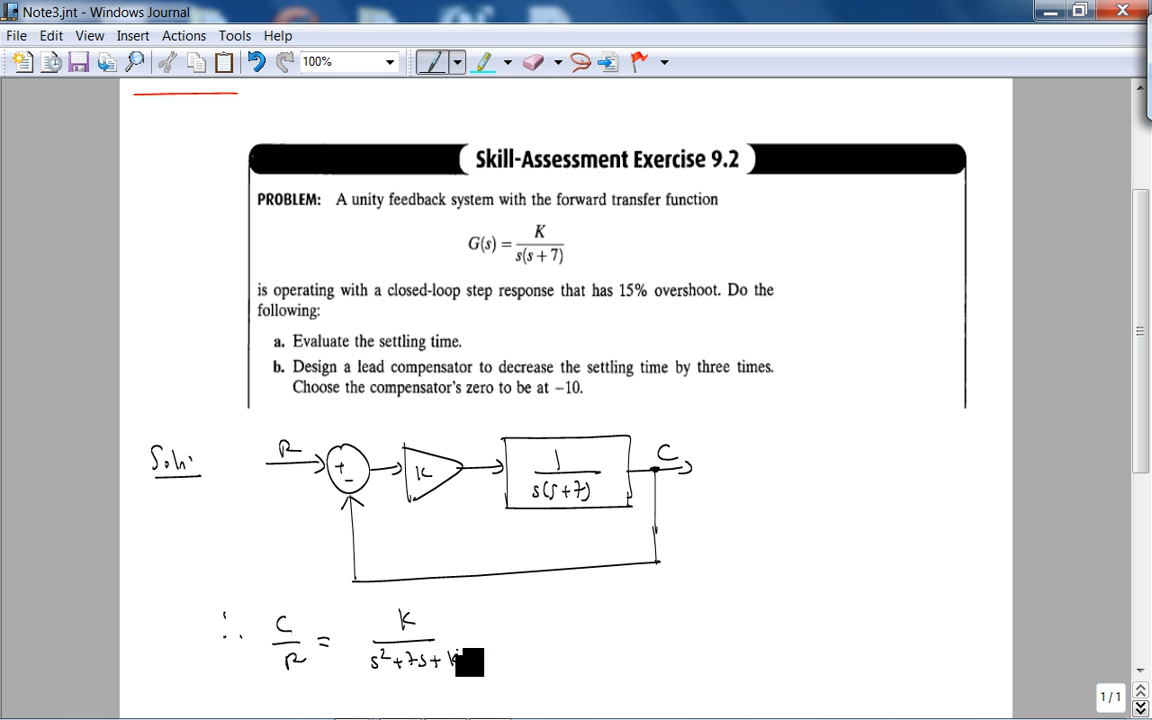 Note3.jnt - Windows Journal
File Edit View Insert Actions Tools Help
100%
Skill-Assessment Exercise 9.2
PROBLEM: A unity feedback system with the forward transfer function
G(s) = K / s(s + 7)
is operating with a closed-loop step response that has 15% overshoot. Do the
following:
a. Evaluate the settling time.
b. Design a lead compensator to decrease the settling time by three times.
Choose the compensator's zero to be at −10.
Soln:
R
+
-
K
1 / s(s+7)
C
∴ C/R = K / s²+7s+K
1 / 1